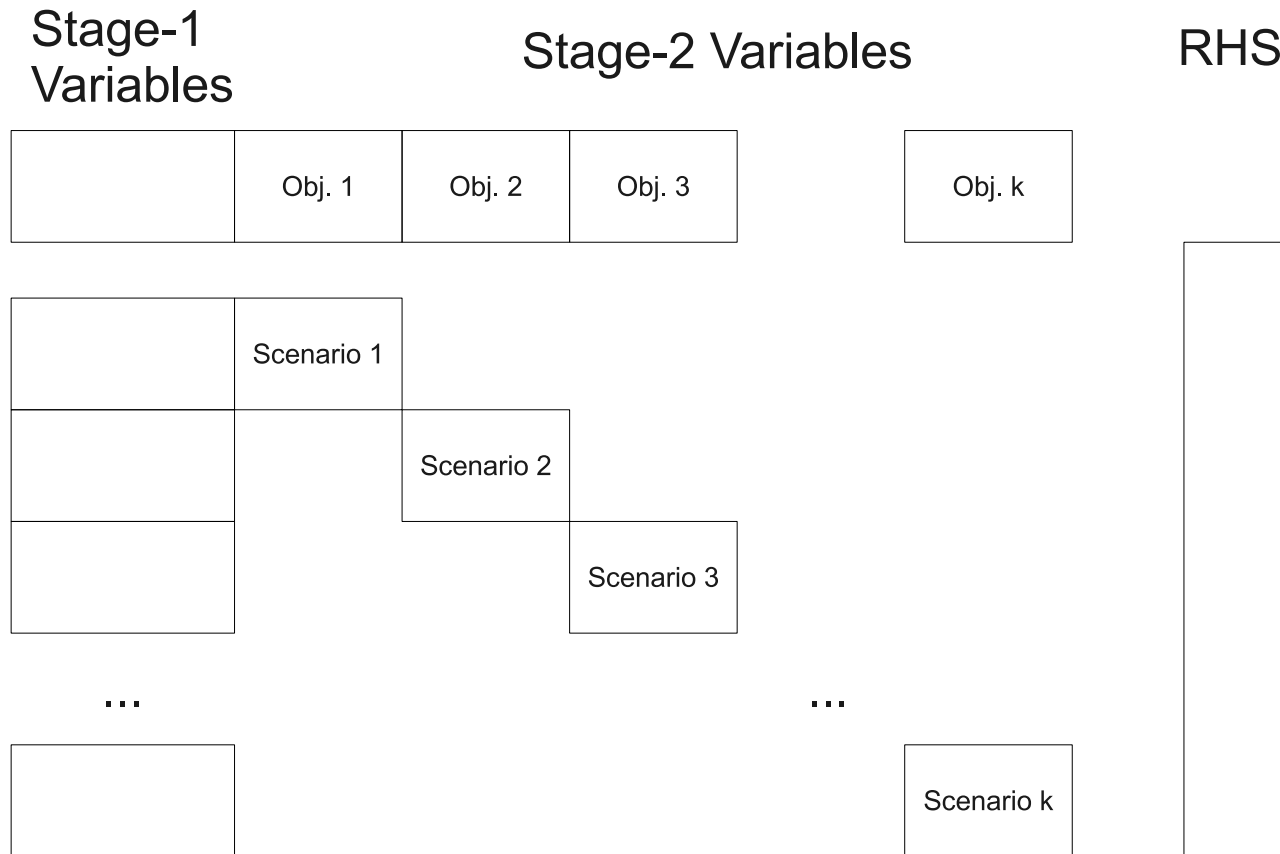 Stage-1
Variables
Stage-2 Variables
RHS
Obj. 1
Obj. 2
Obj. 3
Obj. k
Scenario 1
Scenario 2
Scenario 3
...
...
Scenario k